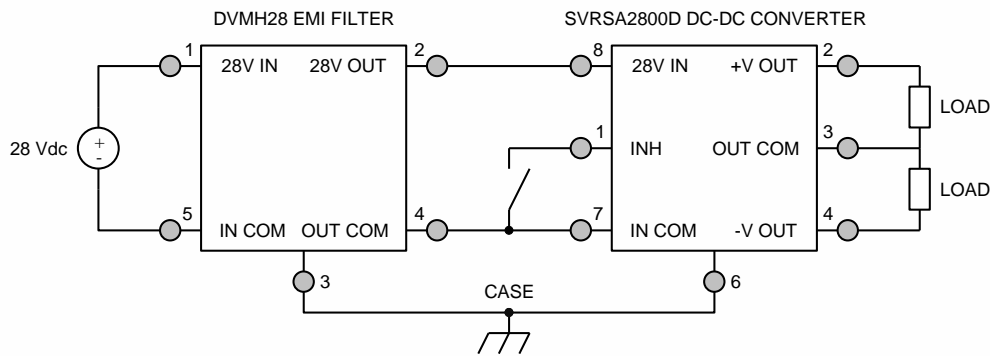 DVMH28 EMI FILTER
SVRSA2800D DC-DC CONVERTER
1
28V IN
28V OUT
2
8
28V IN
+V OUT
2
LOAD
28 Vdc
+
-
1
INH
OUT COM
3
LOAD
5
IN COM
OUT COM
4
7
IN COM
-V OUT
4
3
CASE
6